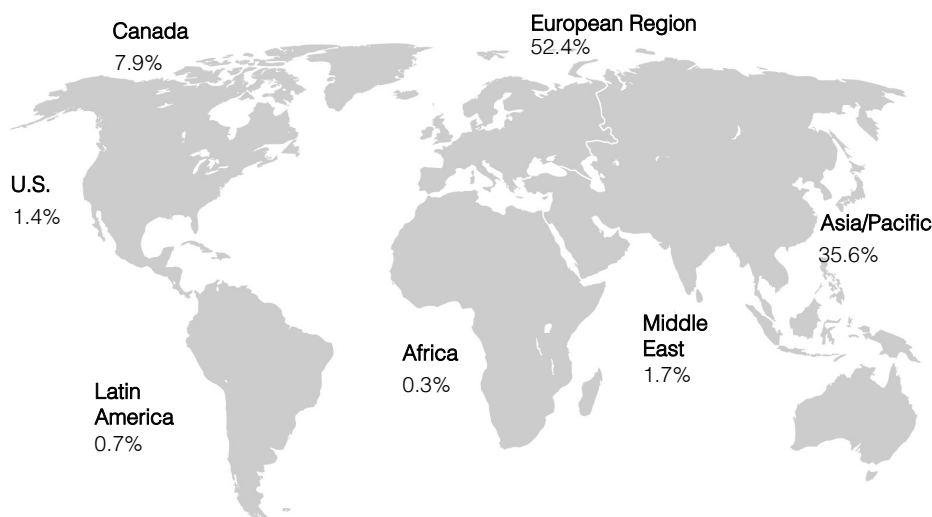 European Region
52.4%
Canada
7.9%
U.S.
1.4%
Asia/Pacific
35.6%
Middle
East
1.7%
Africa
0.3%
Latin
America
0.7%